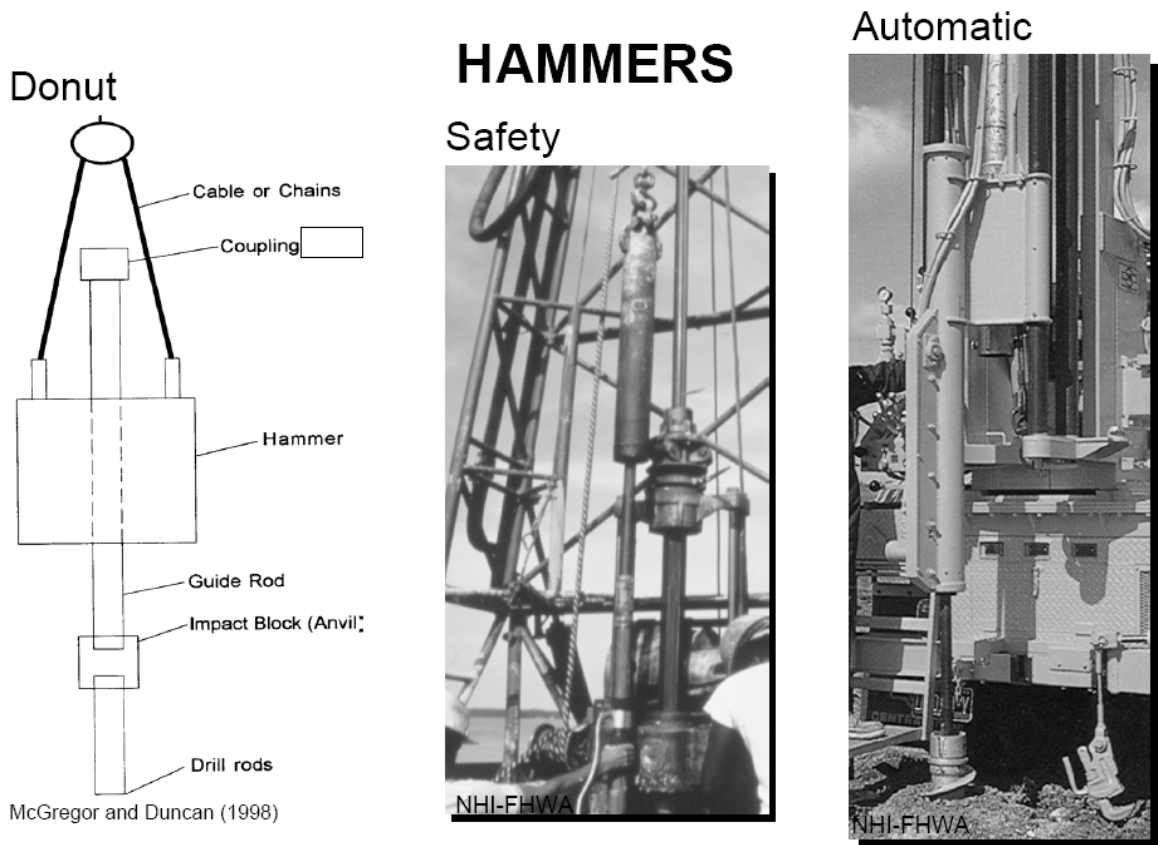 HAMMERS
Donut
Cable or Chains
Coupling
Hammer
Guide Rod
Impact Block (Anvil
Drill rods
McGregor and Duncan (1998)
Safety
NHI-FHWA
Automatic
CENTR
NHI-FHWA